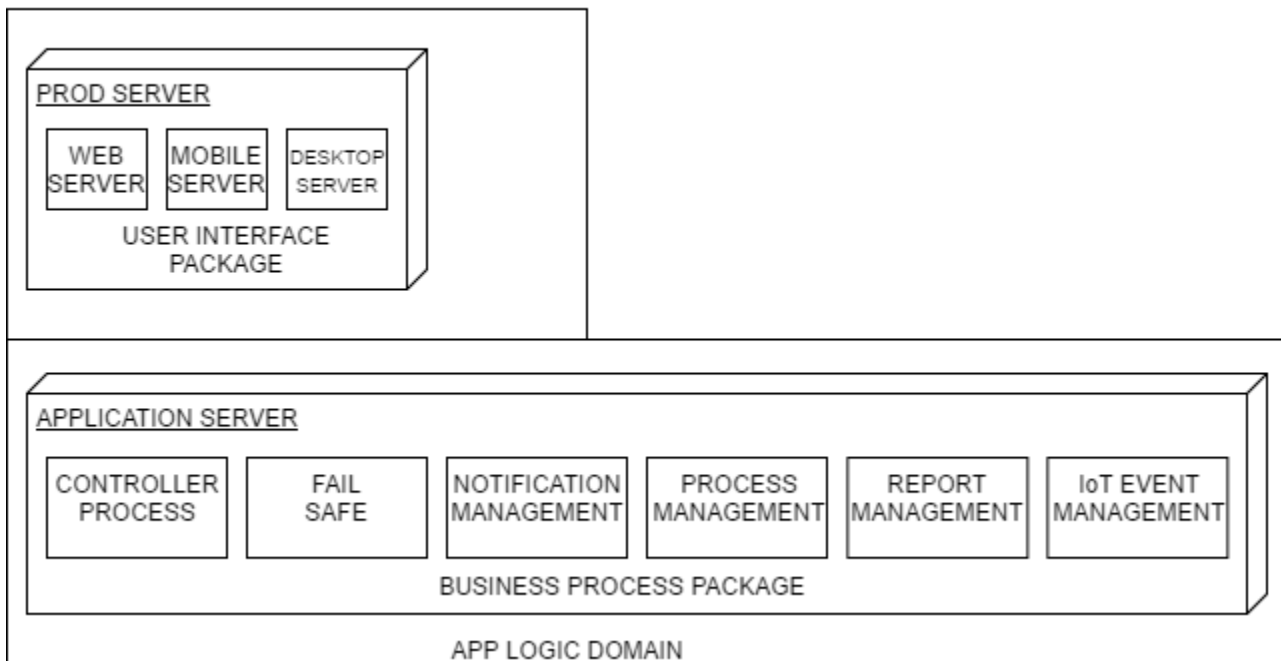 PROD SERVER
WEB
SERVER
MOBILE
SERVER
DESKTOP
SERVER
USER INTERFACE
PACKAGE
APPLICATION SERVER
CONTROLLER
PROCESS
FAIL
SAFE
NOTIFICATION
MANAGEMENT
PROCESS
MANAGEMENT
REPORT
MANAGEMENT
IoT EVENT
MANAGEMENT
BUSINESS PROCESS PACKAGE
APP LOGIC DOMAIN